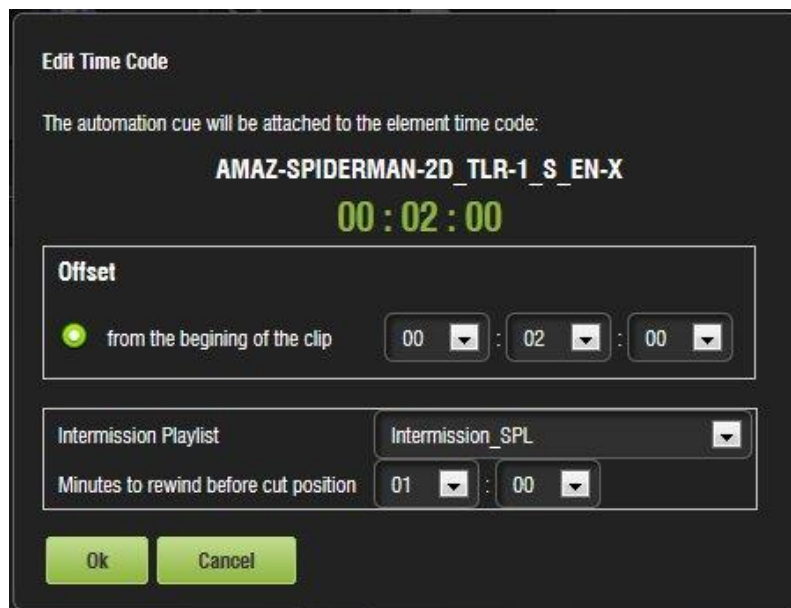 Edit Time Code
The automation cue will be attached to the element time code:
AMAZ-SPIDERMAN-2D_TLR-1_S_EN-X
00 : 02 : 00
Offset
from the begining of the clip 00 : 02 : 00
Intermission Playlist Intermission_SPL
Minutes to rewind before cut position 01 : 00
Ok Cancel